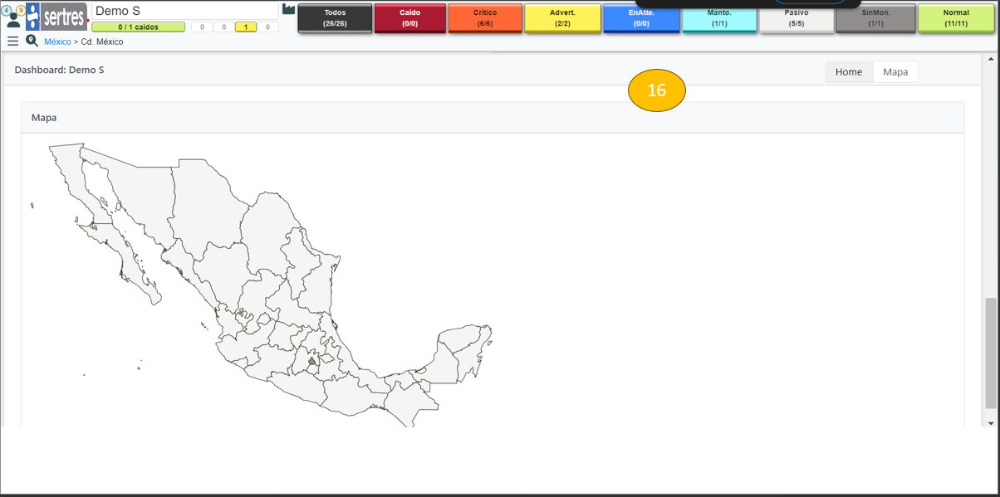 4
9
sertres
Demo S
0 / 1 caidos
0 0 1 0
Todos
(26/26)
Caído
(0/0)
Crítico
(6/6)
Advert.
(2/2)
EnAtte.
(0/0)
Manto.
(1/1)
Pasivo
(5/5)
SinMon.
(1/1)
Normal
(11/11)
México > Cd. México
Dashboard: Demo S
Home
Mapa
16
Mapa